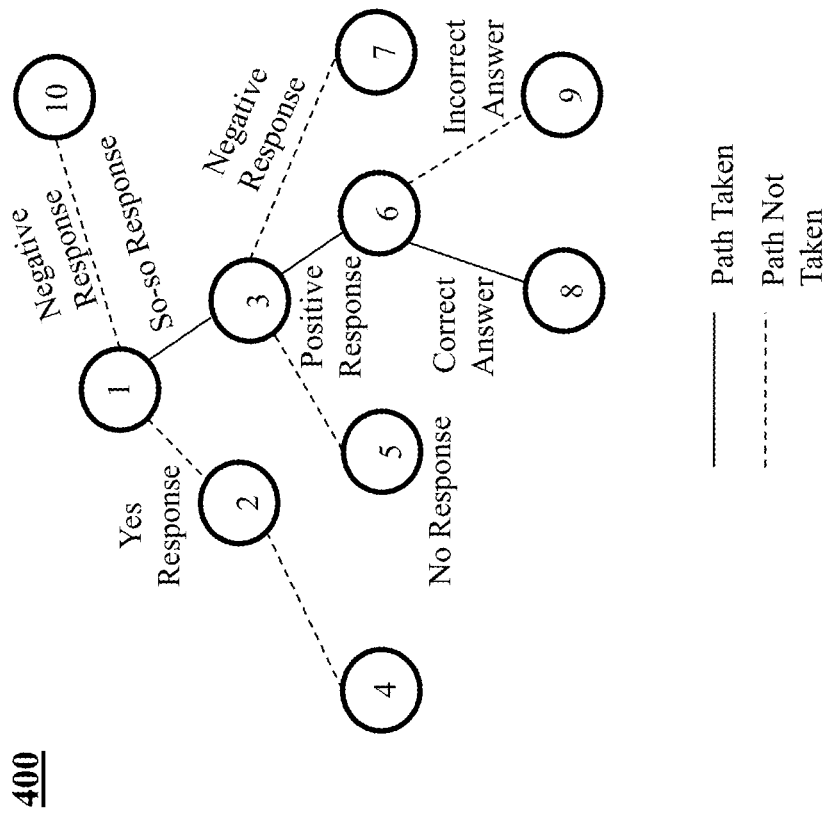 400
10
Negative
Response
So-so Response
1
Yes
Response
2
3
Negative
Response
7
4
5
No Response
Positive
Response
6
Correct
Answer
Incorrect
Answer
8
9
Path Taken
Path Not
Taken